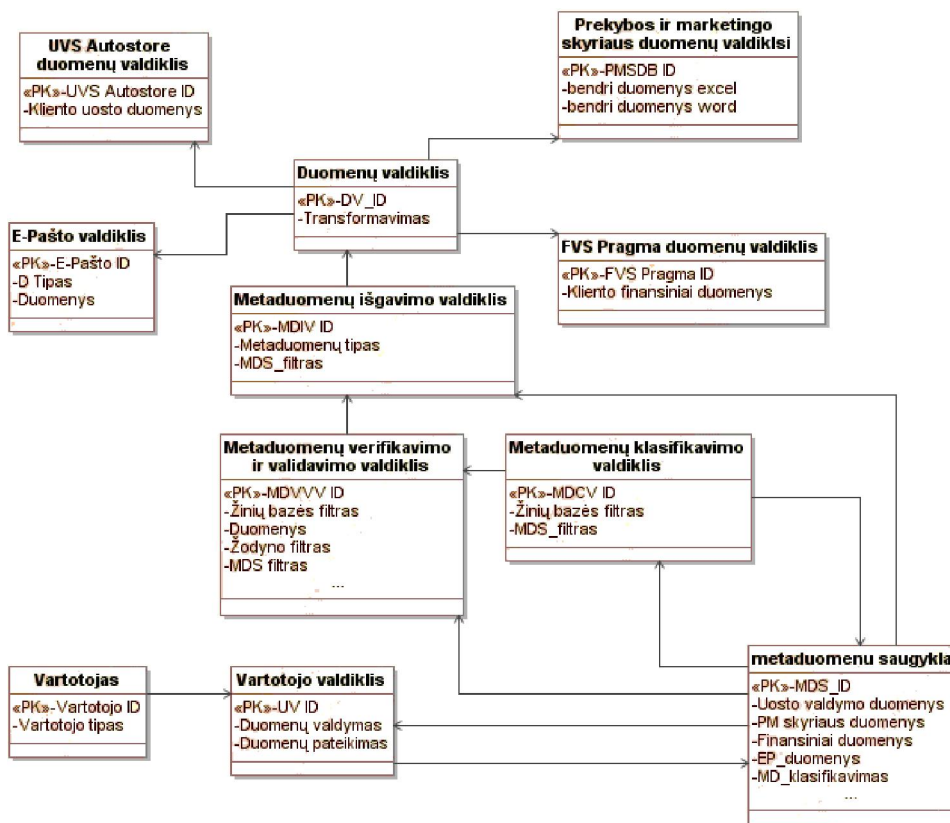 UVS Autostore
duomenų valdiklis
«PK»-UVS Autostore ID
-Kliento uosto duomenys
Prekybos ir marketingo
skyriaus duomenų valdiklsi
«PK»-PMSDB ID
-bendri duomenys excel
-bendri duomenys word
...
Duomenų valdiklis
«PK»-DV_ID
-Transformavimas
E-Pašto valdiklis
«PK»-E-Pašto ID
-D Tipas
-Duomenys
FVS Pragma duomenų valdiklis
«PK»-FVS Pragma ID
-Kliento finansiniai duomenys
Metaduomenų išgavimo valdiklis
«PK»-MDIV ID
-Metaduomenų tipas
-MDS_filtras
Metaduomenų verifikavimo
ir validavimo valdiklis
«PK»-MDVVV ID
-Žinių bazės filtras
-Duomenys
-Žodyno filtras
-MDS filtras
...
Metaduomenų klasifikavimo
valdiklis
«PK»-MDCV ID
-Žinių bazės filtras
-MDS_filtras
Vartotojas
«PK»-Vartotojo ID
-Vartotojo tipas
Vartotojo valdiklis
«PK»-UV ID
-Duomenų valdymas
-Duomenų pateikimas
metaduomenu saugykla
«PK»-MDS_ID
-Uosto valdymo duomenys
-PM skyriaus duomenys
-Finansiniai duomenys
-EP_duomenys
-MD_klasifikavimas
...